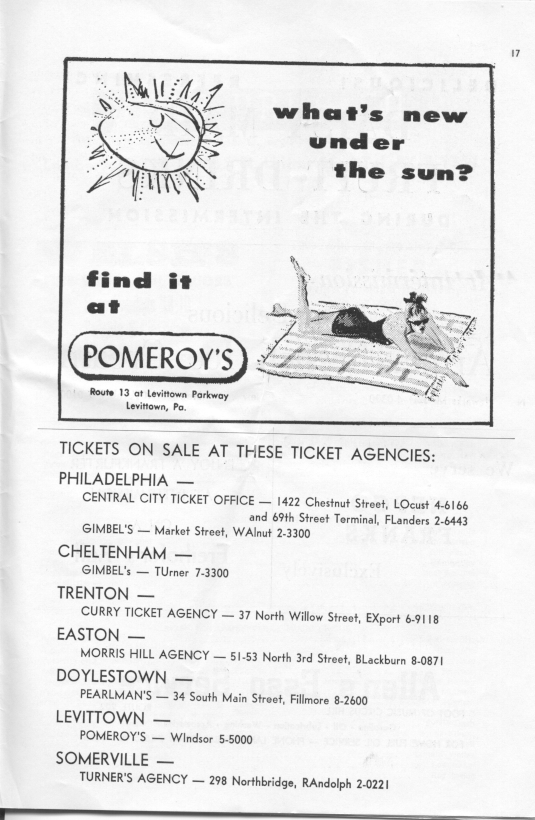 17
what's new
under
the sun?
find it
at
POMEROY'S
Route 13 at Levittown Parkway
Levittown, Pa.
TICKETS ON SALE AT THESE TICKET AGENCIES:
PHILADELPHIA —
CENTRAL CITY TICKET OFFICE — 1422 Chestnut Street, LOcust 4-6166
and 69th Street Terminal, FLanders 2-6443
GIMBEL'S — Market Street, WAlnut 2-3300
CHELTENHAM —
GIMBEL's — TUrner 7-3300
TRENTON —
CURRY TICKET AGENCY — 37 North Willow Street, EXport 6-9118
EASTON —
MORRIS HILL AGENCY — 51-53 North 3rd Street, BLackburn 8-0871
DOYLESTOWN —
PEARLMAN'S — 34 South Main Street, Fillmore 8-2600
LEVITTOWN —
POMEROY'S — WIndsor 5-5000
SOMERVILLE —
TURNER'S AGENCY — 298 Northbridge, RAndolph 2-0221